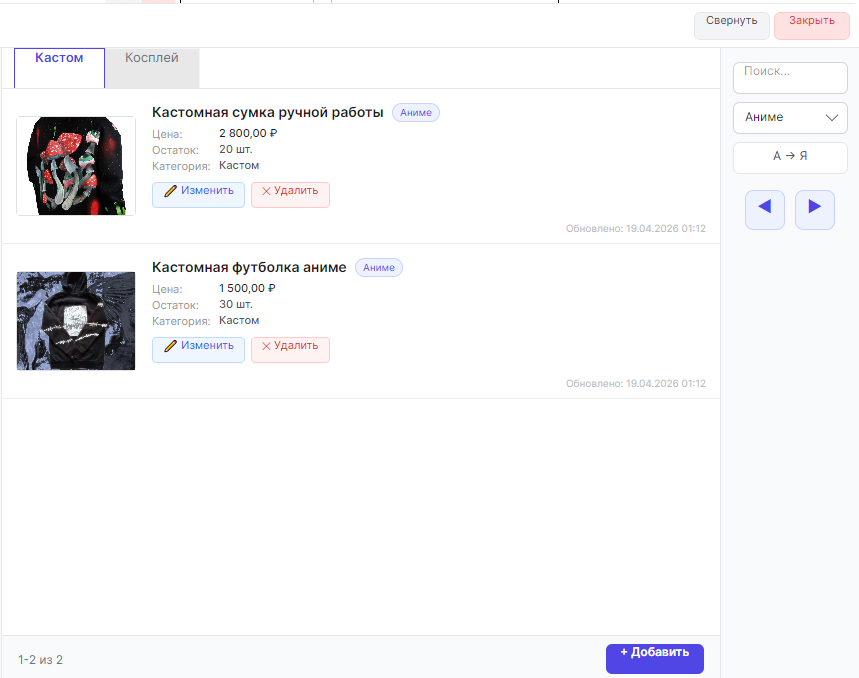 Свернуть
Закрыть
Кастом
Косплей
Поиск...
Аниме
А → Я
◀ ▶
Кастомная сумка ручной работы Аниме
Цена: 2 800,00 ₽
Остаток: 20 шт.
Категория: Кастом
Изменить
× Удалить
Обновлено: 19.04.2026 01:12
Кастомная футболка аниме Аниме
Цена: 1 500,00 ₽
Остаток: 30 шт.
Категория: Кастом
Изменить
× Удалить
Обновлено: 19.04.2026 01:12
1-2 из 2
+ Добавить